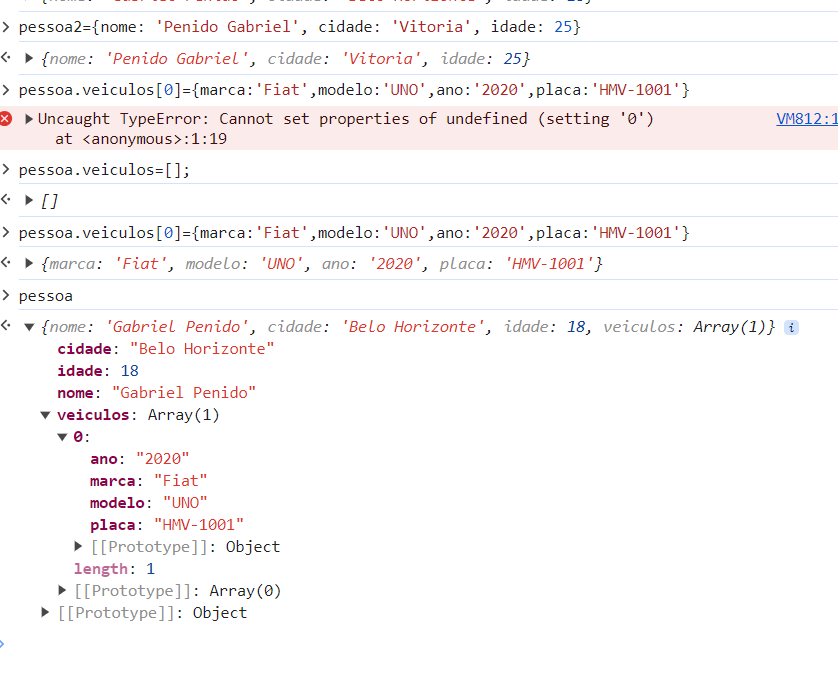 pessoa2={nome: 'Penido Gabriel', cidade: 'Vitoria', idade: 25}
{nome: 'Penido Gabriel', cidade: 'Vitoria', idade: 25}
pessoa.veiculos[0]={marca:'Fiat',modelo:'UNO',ano:'2020',placa:'HMV-1001'}
Uncaught TypeError: Cannot set properties of undefined (setting '0') VM812:1
at <anonymous>:1:19
pessoa.veiculos=[];
[]
pessoa.veiculos[0]={marca:'Fiat',modelo:'UNO',ano:'2020',placa:'HMV-1001'}
{marca: 'Fiat', modelo: 'UNO', ano: '2020', placa: 'HMV-1001'}
pessoa
{nome: 'Gabriel Penido', cidade: 'Belo Horizonte', idade: 18, veiculos: Array(1)} i
cidade: "Belo Horizonte"
idade: 18
nome: "Gabriel Penido"
veiculos: Array(1)
0:
ano: "2020"
marca: "Fiat"
modelo: "UNO"
placa: "HMV-1001"
[[Prototype]]: Object
length: 1
[[Prototype]]: Array(0)
[[Prototype]]: Object